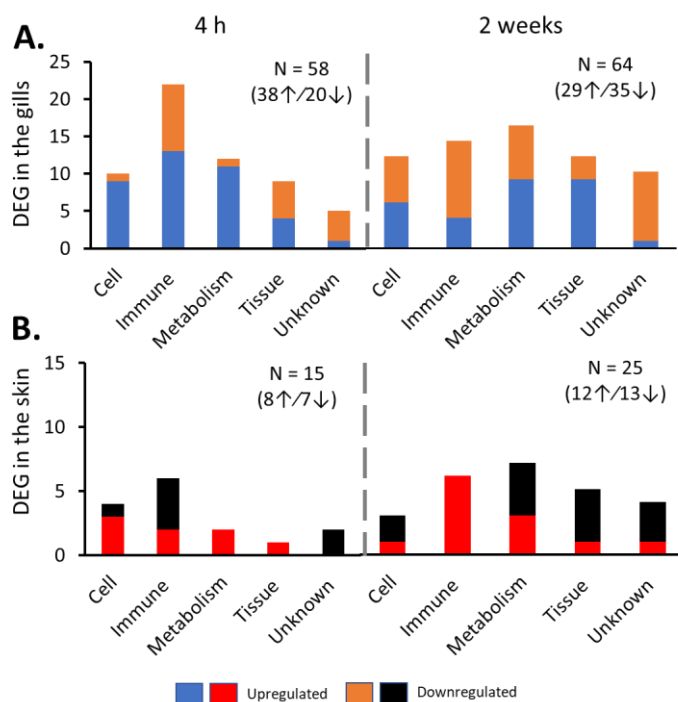 4 h
2 weeks
A.
DEG in the gills
25
20
15
10
5
0
N = 58
(38↑/20↓)
N = 64
(29↑/35↓)
Cell
Immune
Metabolism
Tissue
Unknown
Cell
Immune
Metabolism
Tissue
Unknown
B.
DEG in the skin
15
10
5
0
N = 15
(8↑/7↓)
N = 25
(12↑/13↓)
Cell
Immune
Metabolism
Tissue
Unknown
Cell
Immune
Metabolism
Tissue
Unknown
Upregulated
Downregulated